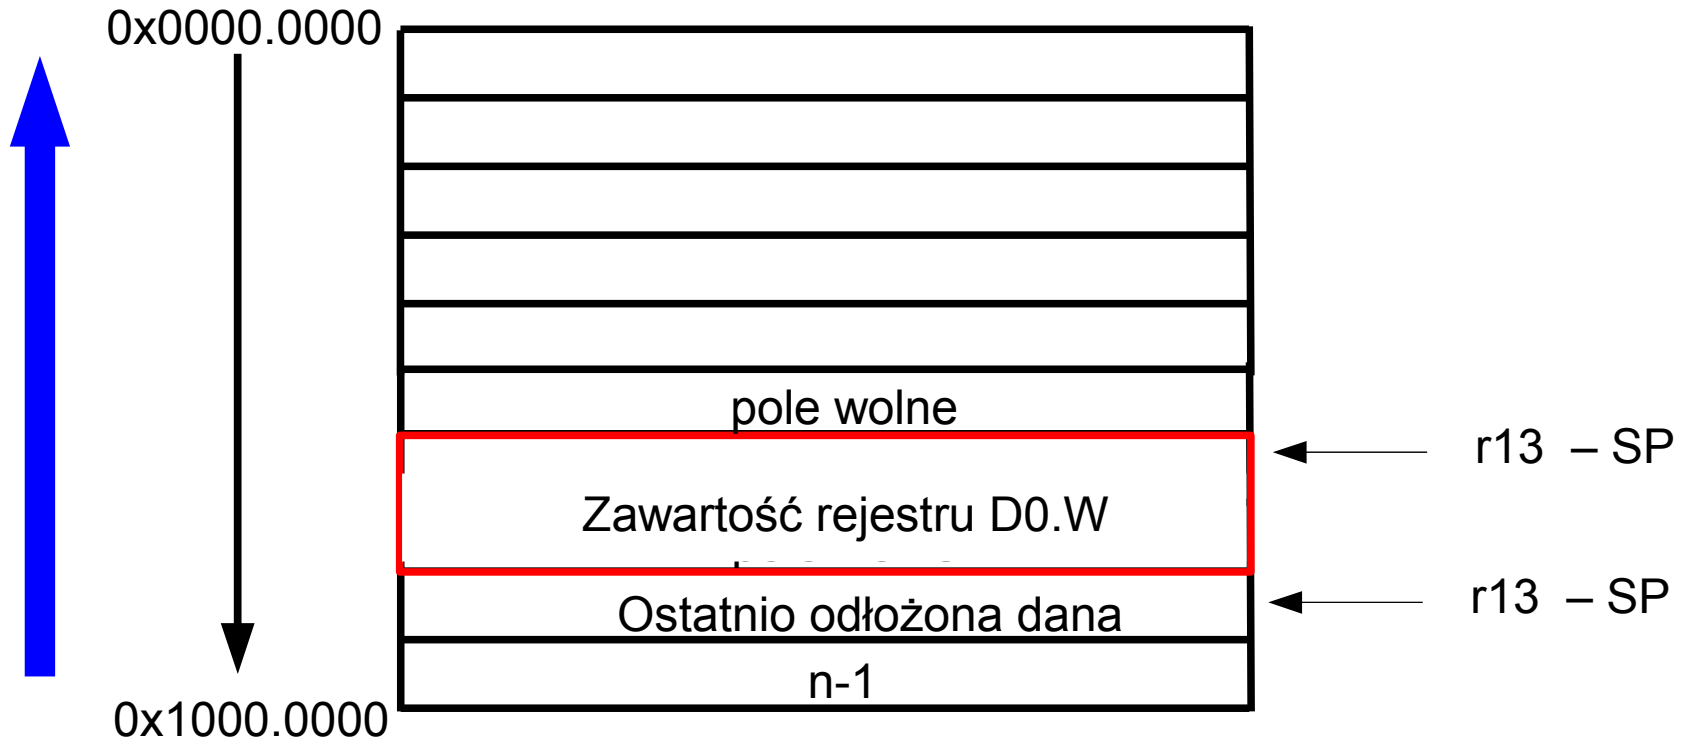 0x0000.0000
pole wolne
r13 – SP
Zawartość rejestru D0.W
r13 – SP
Ostatnio odłożona dana
n-1
0x1000.0000